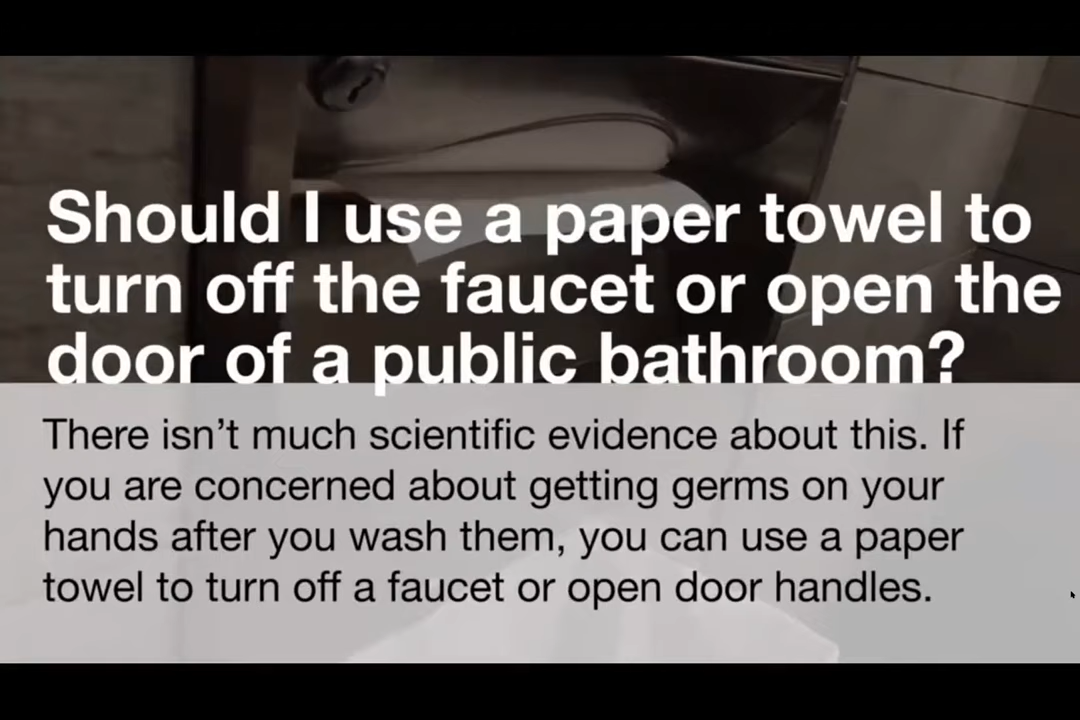 Should I use a paper towel to
turn off the faucet or open the
door of a public bathroom?
There isn’t much scientific evidence about this. If
you are concerned about getting germs on your
hands after you wash them, you can use a paper
towel to turn off a faucet or open door handles.